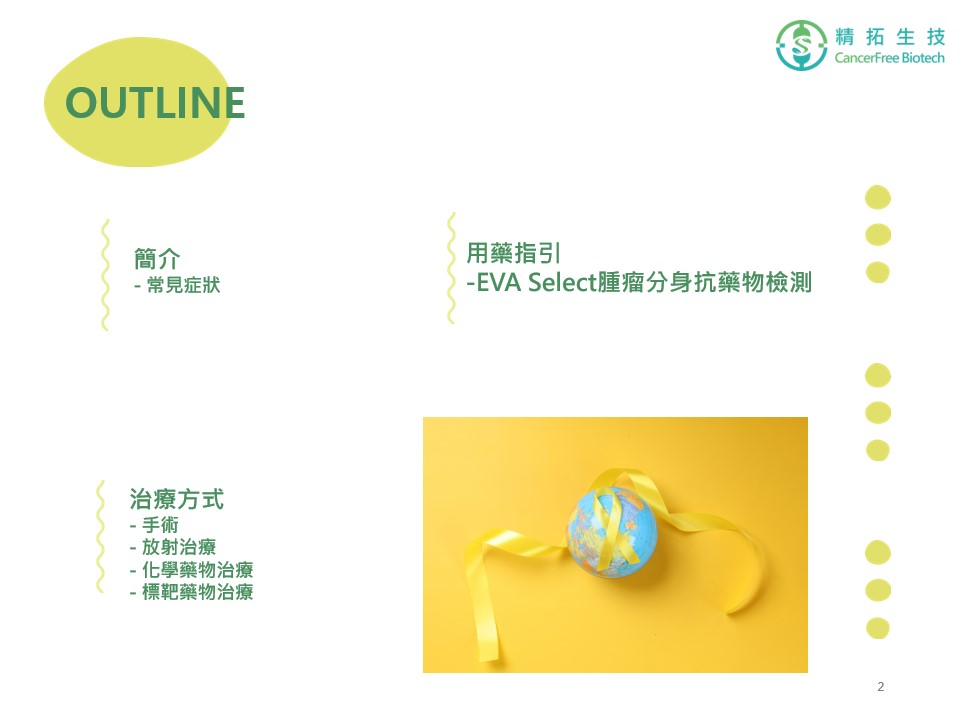 精拓生技
CancerFree Biotech
OUTLINE
簡介
- 常見症狀
用藥指引
-EVA Select腫瘤分身抗藥物檢測
治療方式
- 手術
- 放射治療
- 化學藥物治療
- 標靶藥物治療
2